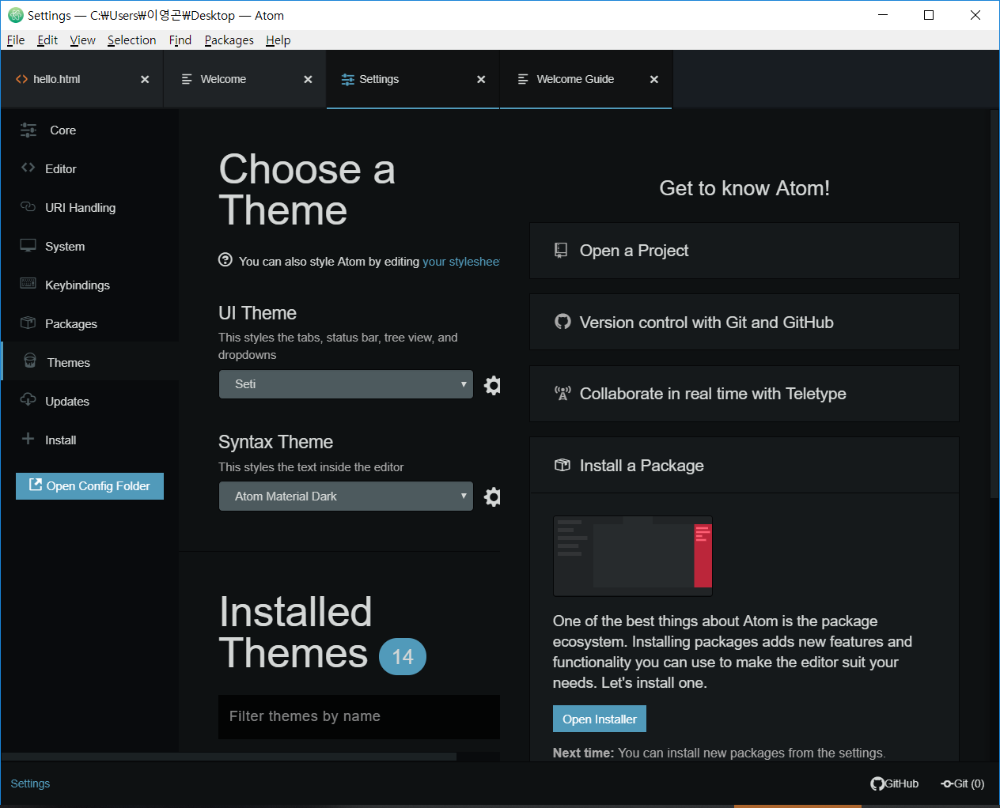 Settings — C:₩Users₩이영곤₩Desktop — Atom
File Edit View Selection Find Packages Help
hello.html
Welcome
Settings
Welcome Guide
Core
Editor
URI Handling
System
Keybindings
Packages
Themes
Updates
Install
Open Config Folder
Choose a
Theme
You can also style Atom by editing your stylesheet
UI Theme
This styles the tabs, status bar, tree view, and
dropdowns
Seti
Syntax Theme
This styles the text inside the editor
Atom Material Dark
Installed
Themes 14
Filter themes by name
Get to know Atom!
Open a Project
Version control with Git and GitHub
Collaborate in real time with Teletype
Install a Package
One of the best things about Atom is the package
ecosystem. Installing packages adds new features and
functionality you can use to make the editor suit your
needs. Let's install one.
Open Installer
Next time: You can install new packages from the settings.
Settings
GitHub
Git (0)